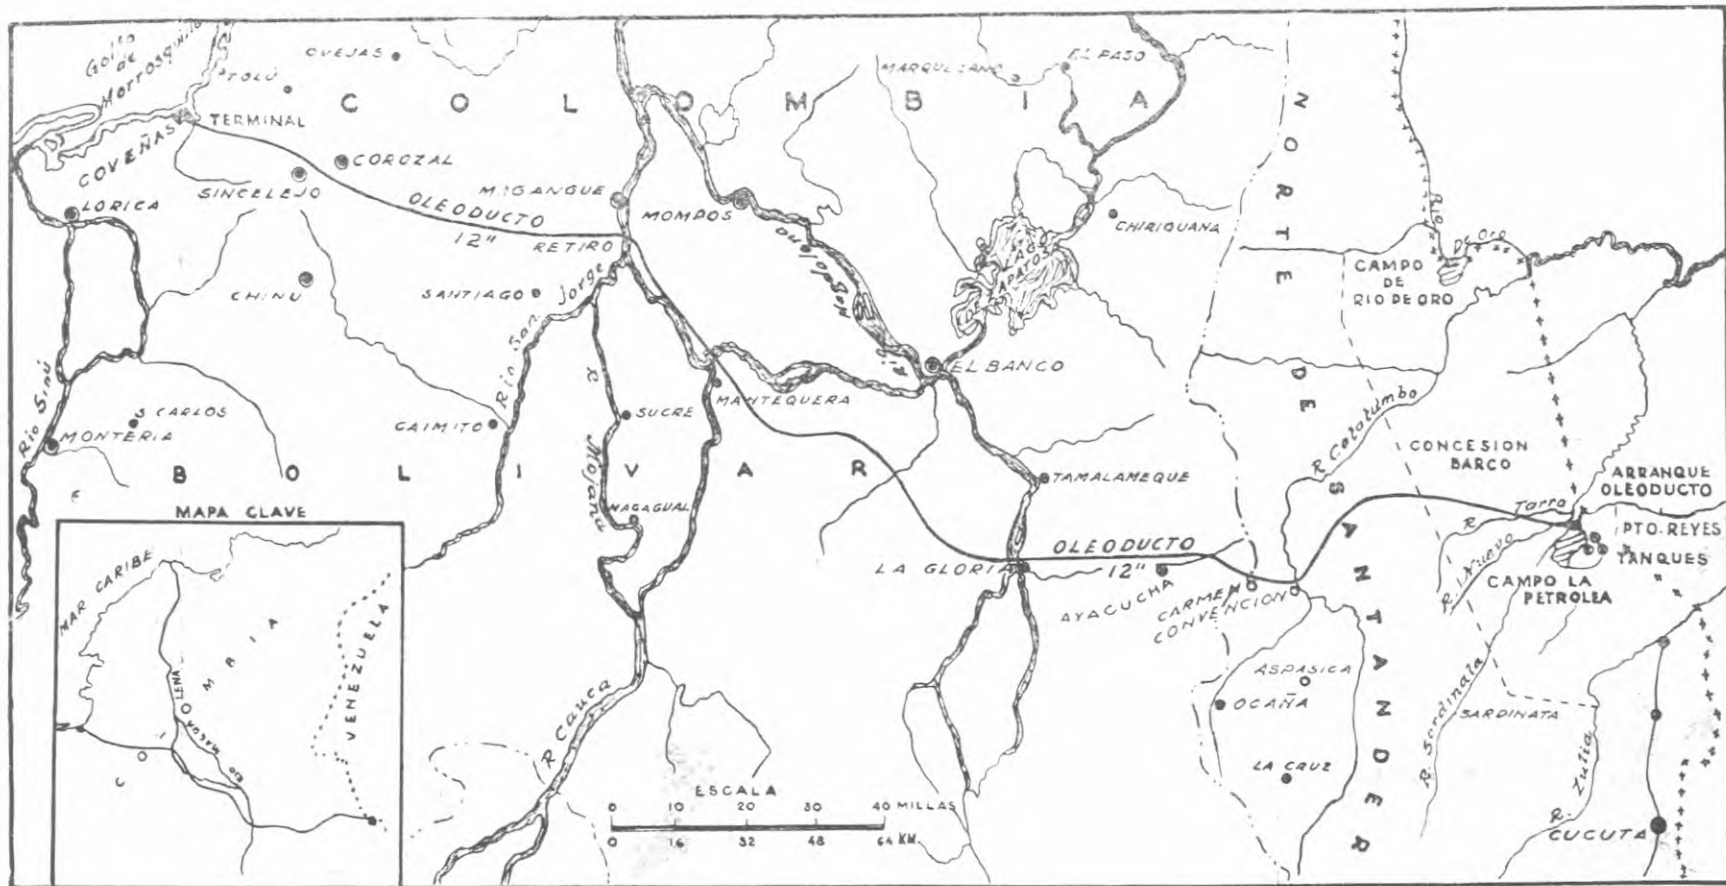 Golfo
de
Morrosquillo
TOLÚ
OVEJAS
COLOMBIA
MARQUEZANO
EL PASO
TERMINAL
COVEÑAS
COROZAL
SINCELEJO
LORICA
MAGANGUE
OLEODUCTO
12"
RETIRO
MOMPOS
CHIRIQUANA
NORTE DE SANTANDER
Rio De Oro
CAMPO
DE
RIO DE ORO
CHINU
SANTIAGO
Rio San Jorge
Rio Sinú
EL BANCO
MANTEQUERA
S CARLOS
MONTERIA
CAIMITO
SUCRE
R Mojana
BOLIVAR
R Catatumbo
CONCESION
BARCO
ARRANQUE
OLEODUCTO
TAMALAMEQUE
MAPA CLAVE
MAR CARIBE
COLOMBIA
VENEZUELA
RIO MAGDALENA
R Tarra
PTO. REYES
TANQUES
R. Nuevo
CAMPO LA
PETROLEA
OLEODUCTO
12"
LA GLORIA
AYACUCHA
CARMEN
CONVENCION
ASPASICA
OCAÑA
LA CRUZ
R. Sardinata
SARDINATA
R. Zulia
CUCUTA
R Cauca
ESCALA
0 10 20 30 40 MILLAS
0 16 32 48 64 KM.